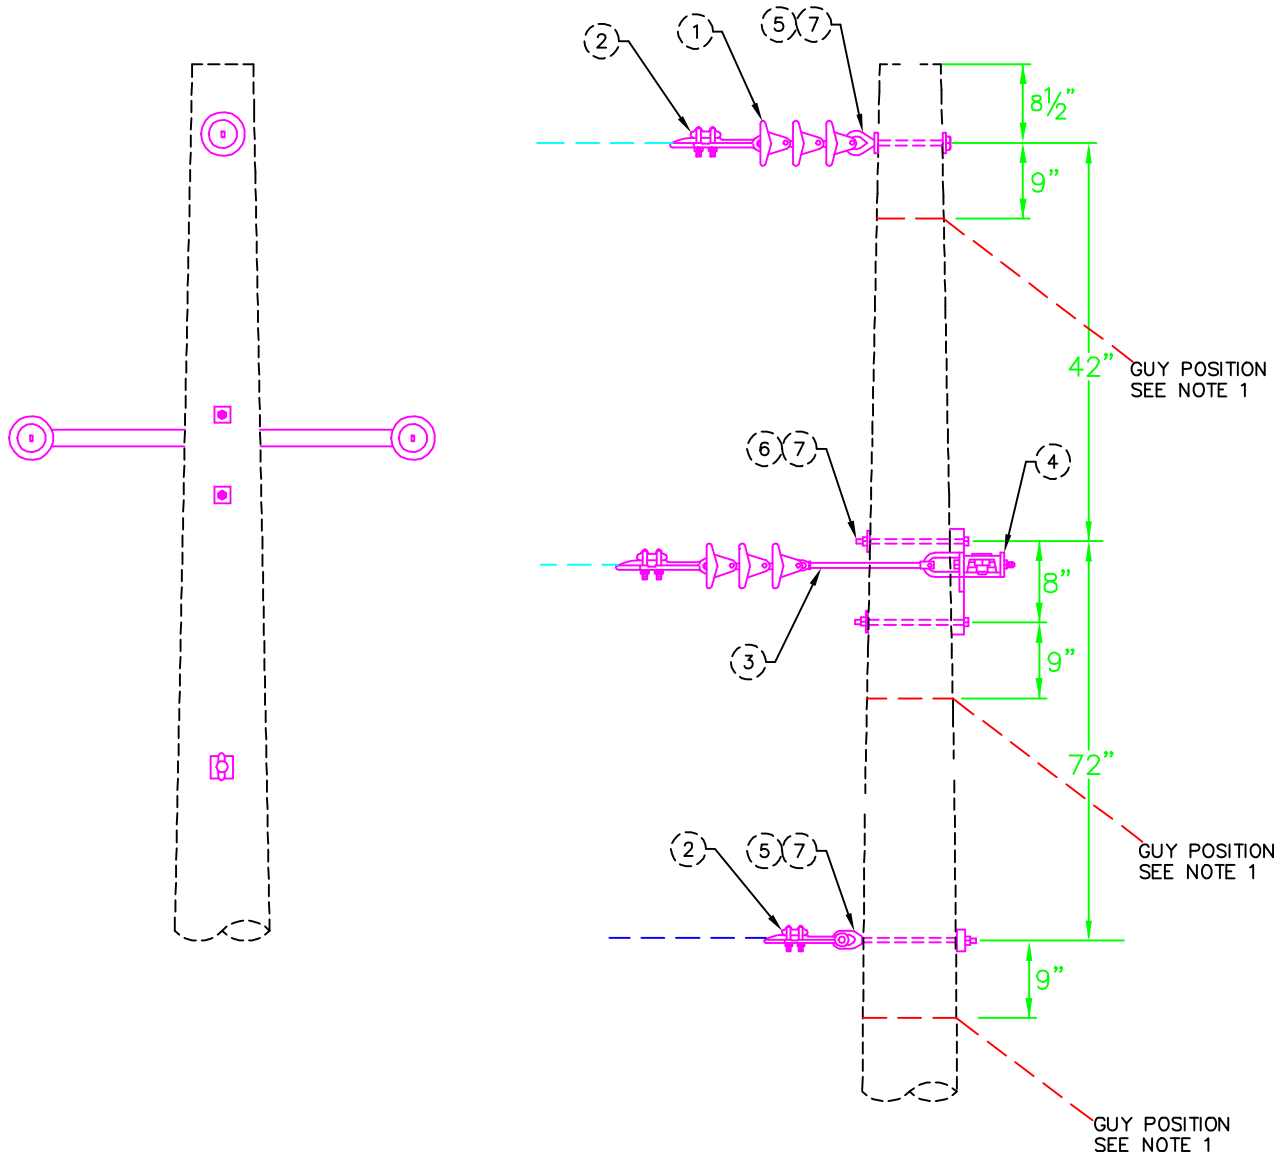 2
1
5 7
8½"
9"
42"
GUY POSITION
SEE NOTE 1
6 7
4
8"
3
9"
72"
2
5 7
GUY POSITION
SEE NOTE 1
9"
GUY POSITION
SEE NOTE 1